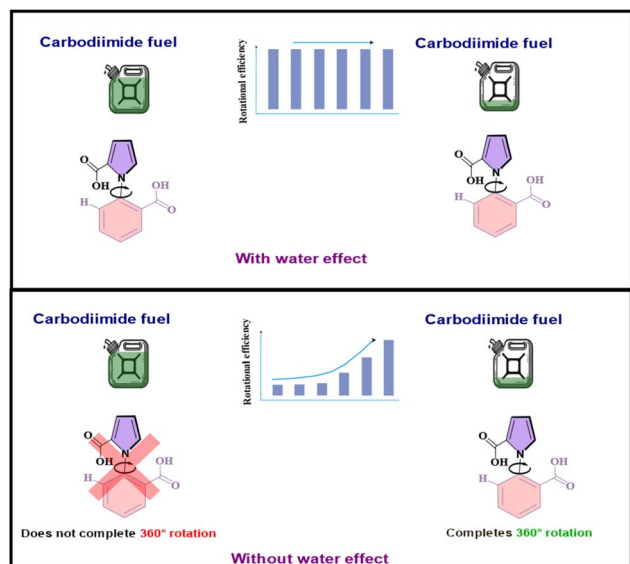 Carbodiimide fuel
Carbodiimide fuel
Rotational efficiency
O
OH
N
H
OH
O
O
OH
N
H
OH
O
With water effect
Carbodiimide fuel
Carbodiimide fuel
Rotational efficiency
O
OH
N
H
OH
O
O
OH
N
H
OH
O
Does not complete 360° rotation
Completes 360° rotation
Without water effect